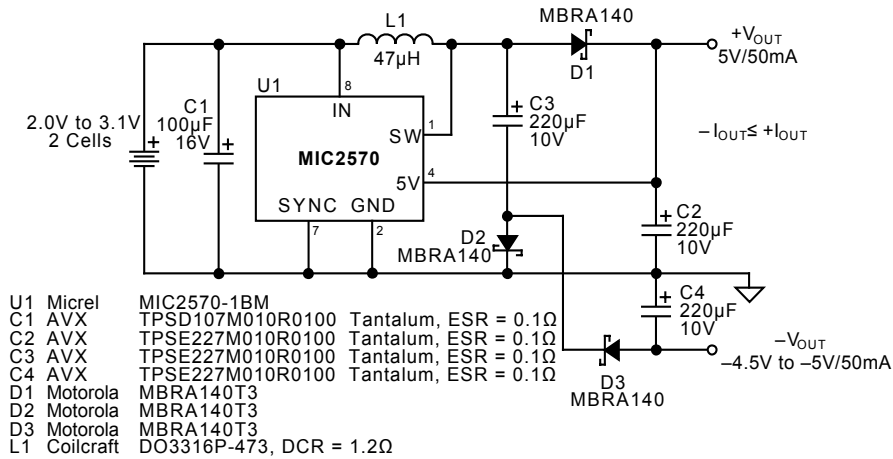 MBRA140
L1
+VOUT
5V/50mA
47µH
D1
U1
8
IN
C3
220µF
10V
2.0V to 3.1V
2 Cells
C1
100µF
16V
SW
1
–IOUT≤ +IOUT
MIC2570
5V
4
SYNC GND
7
2
D2
MBRA140
C2
220µF
10V
C4
220µF
10V
–VOUT
–4.5V to –5V/50mA
D3
MBRA140
U1 Micrel MIC2570-1BM
C1 AVX TPSD107M010R0100 Tantalum, ESR = 0.1Ω
C2 AVX TPSE227M010R0100 Tantalum, ESR = 0.1Ω
C3 AVX TPSE227M010R0100 Tantalum, ESR = 0.1Ω
C4 AVX TPSE227M010R0100 Tantalum, ESR = 0.1Ω
D1 Motorola MBRA140T3
D2 Motorola MBRA140T3
D3 Motorola MBRA140T3
L1 Coilcraft DO3316P-473, DCR = 1.2Ω